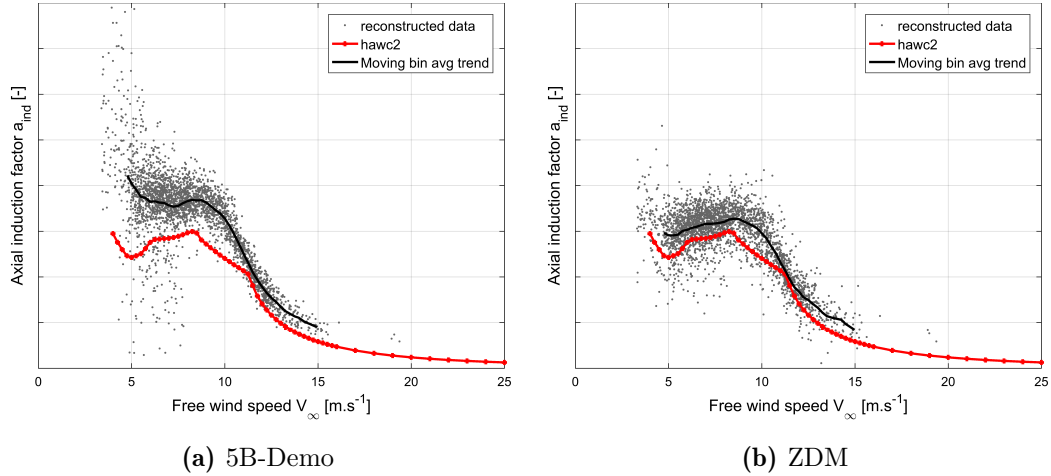 reconstructed data
hawc2
Moving bin avg trend
Axial induction factor a_ind [-]
0 5 10 15 20 25
Free wind speed V_∞ [m.s⁻¹]
(a) 5B-Demo
reconstructed data
hawc2
Moving bin avg trend
Axial induction factor a_ind [-]
0 5 10 15 20 25
Free wind speed V_∞ [m.s⁻¹]
(b) ZDM